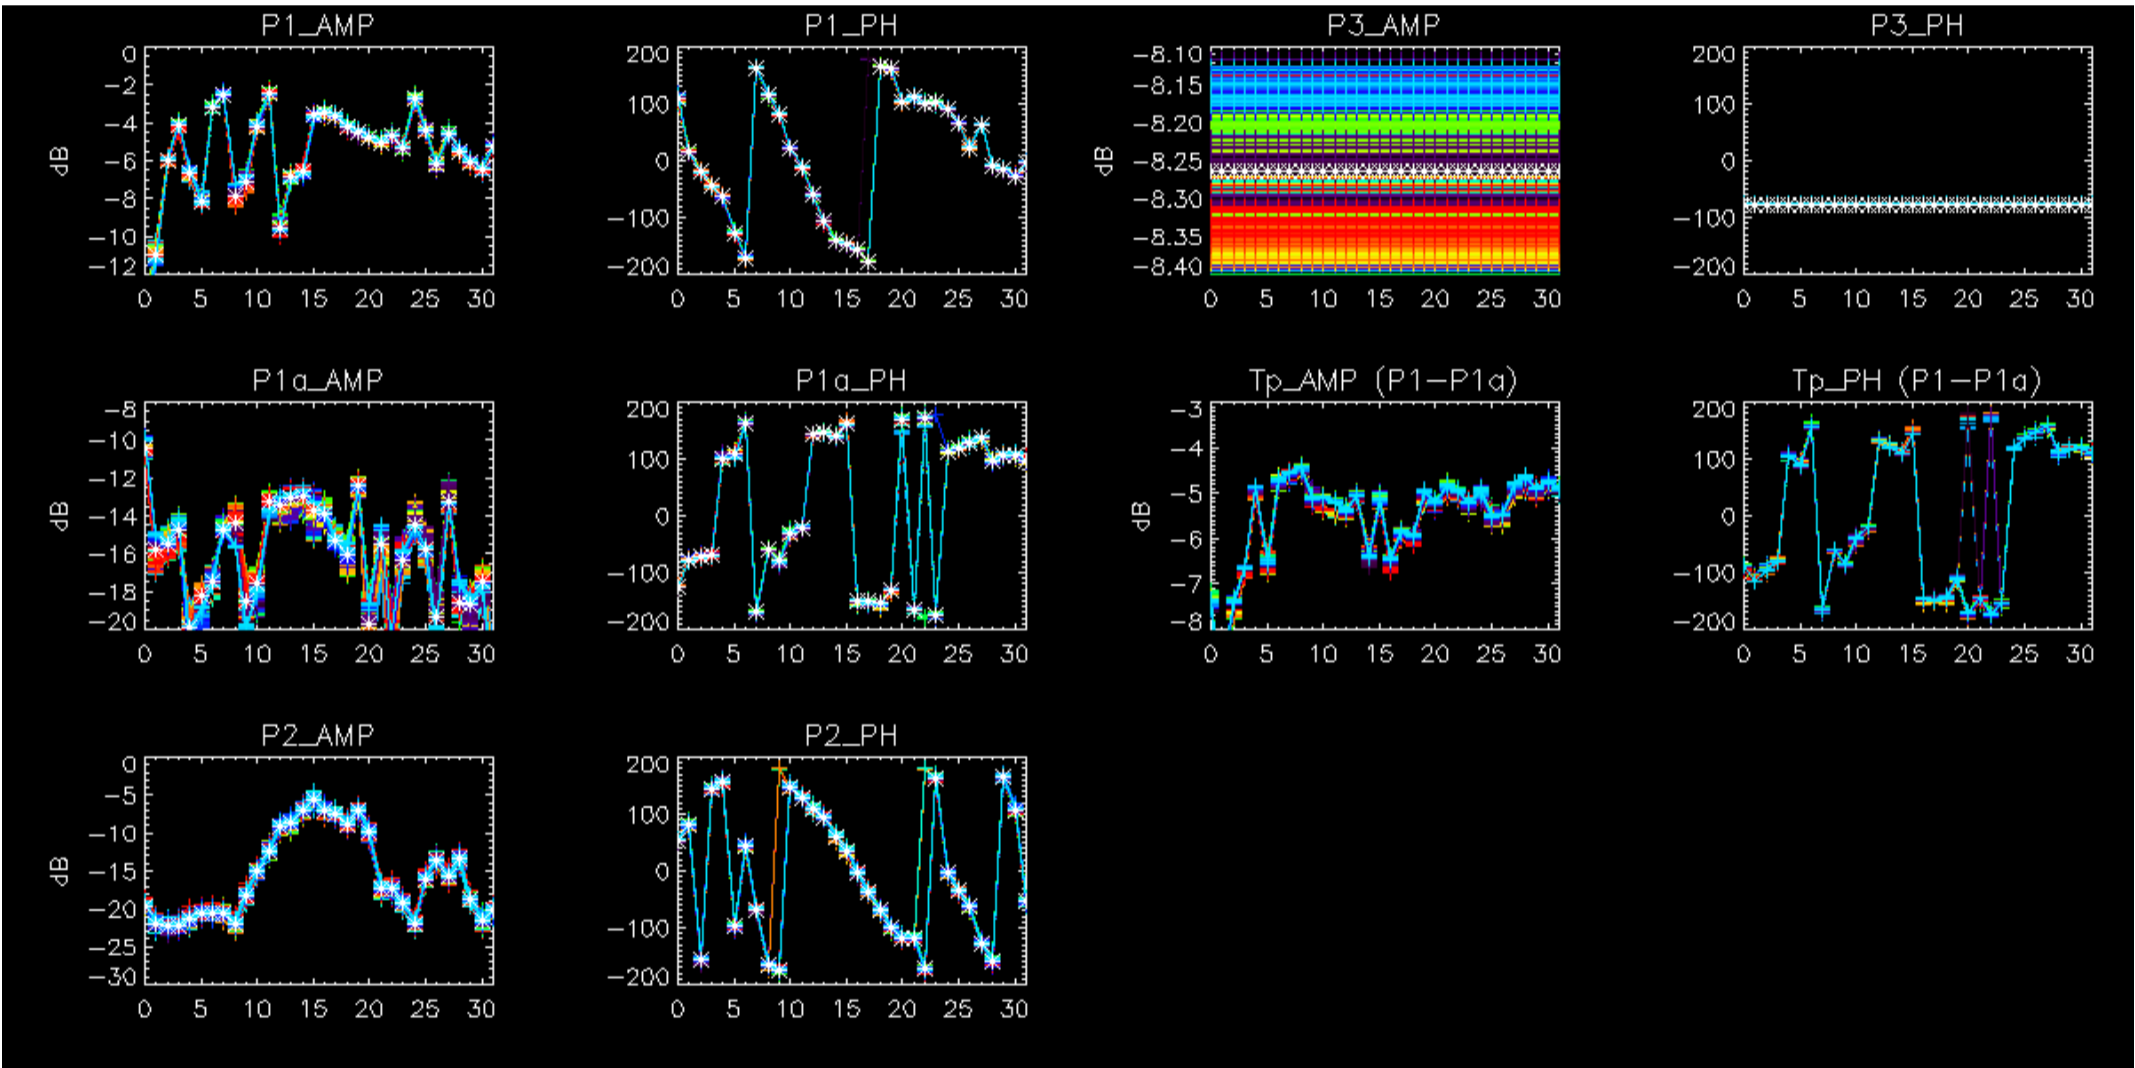 P1_AMP
dB
0
−2
−4
−6
−8
−10
−12
0 5 10 15 20 25 30
P1_PH
200
100
0
−100
−200
0 5 10 15 20 25 30
P3_AMP
dB
−8.10
−8.15
−8.20
−8.25
−8.30
−8.35
−8.40
0 5 10 15 20 25 30
P3_PH
200
100
0
−100
−200
0 5 10 15 20 25 30
P1a_AMP
dB
−8
−10
−12
−14
−16
−18
−20
0 5 10 15 20 25 30
P1a_PH
200
100
0
−100
−200
0 5 10 15 20 25 30
Tp_AMP (P1−P1a)
dB
−3
−4
−5
−6
−7
−8
0 5 10 15 20 25 30
Tp_PH (P1−P1a)
200
100
0
−100
−200
0 5 10 15 20 25 30
P2_AMP
dB
0
−5
−10
−15
−20
−25
−30
0 5 10 15 20 25 30
P2_PH
200
100
0
−100
−200
0 5 10 15 20 25 30